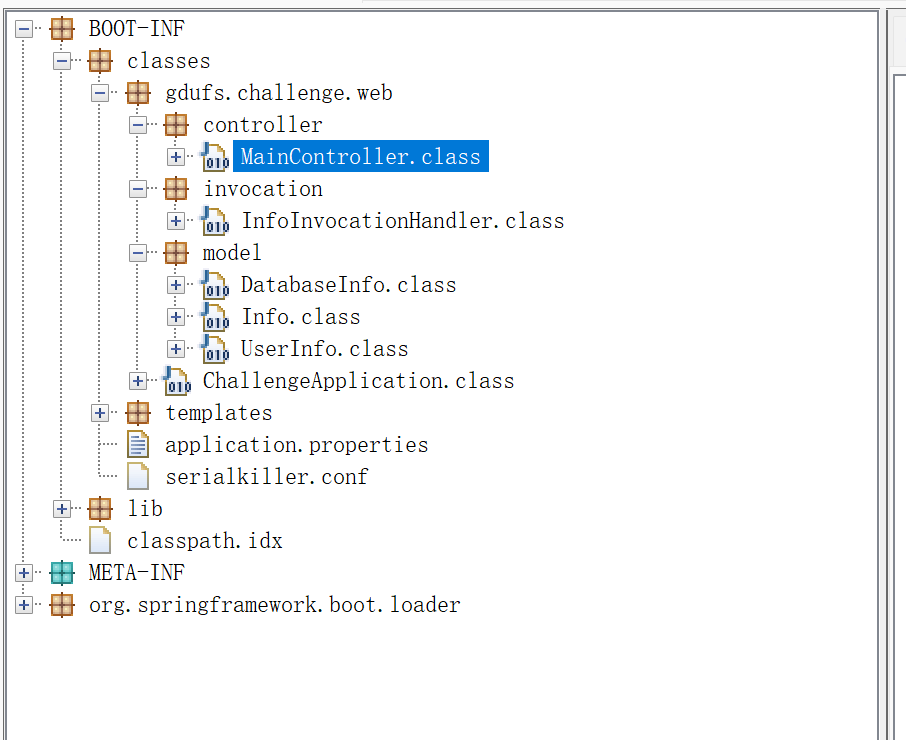 BOOT-INF
classes
gdufs.challenge.web
controller
MainController.class
invocation
InfoInvocationHandler.class
model
DatabaseInfo.class
Info.class
UserInfo.class
ChallengeApplication.class
templates
application.properties
serialkiller.conf
lib
classpath.idx
META-INF
org.springframework.boot.loader